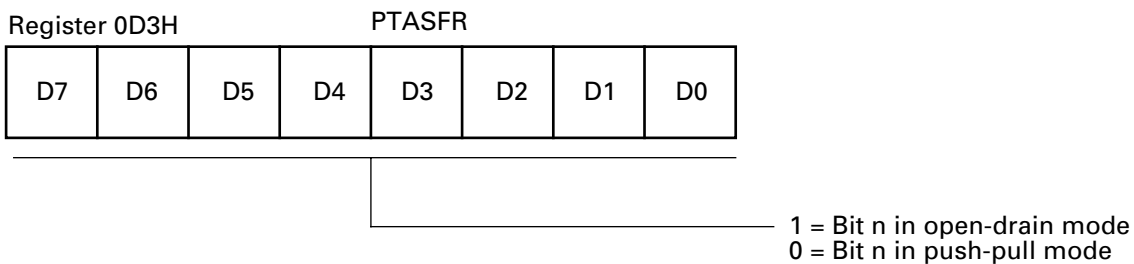 Register 0D3H PTASFR
D7 D6 D5 D4 D3 D2 D1 D0
1 = Bit n in open-drain mode
0 = Bit n in push-pull mode